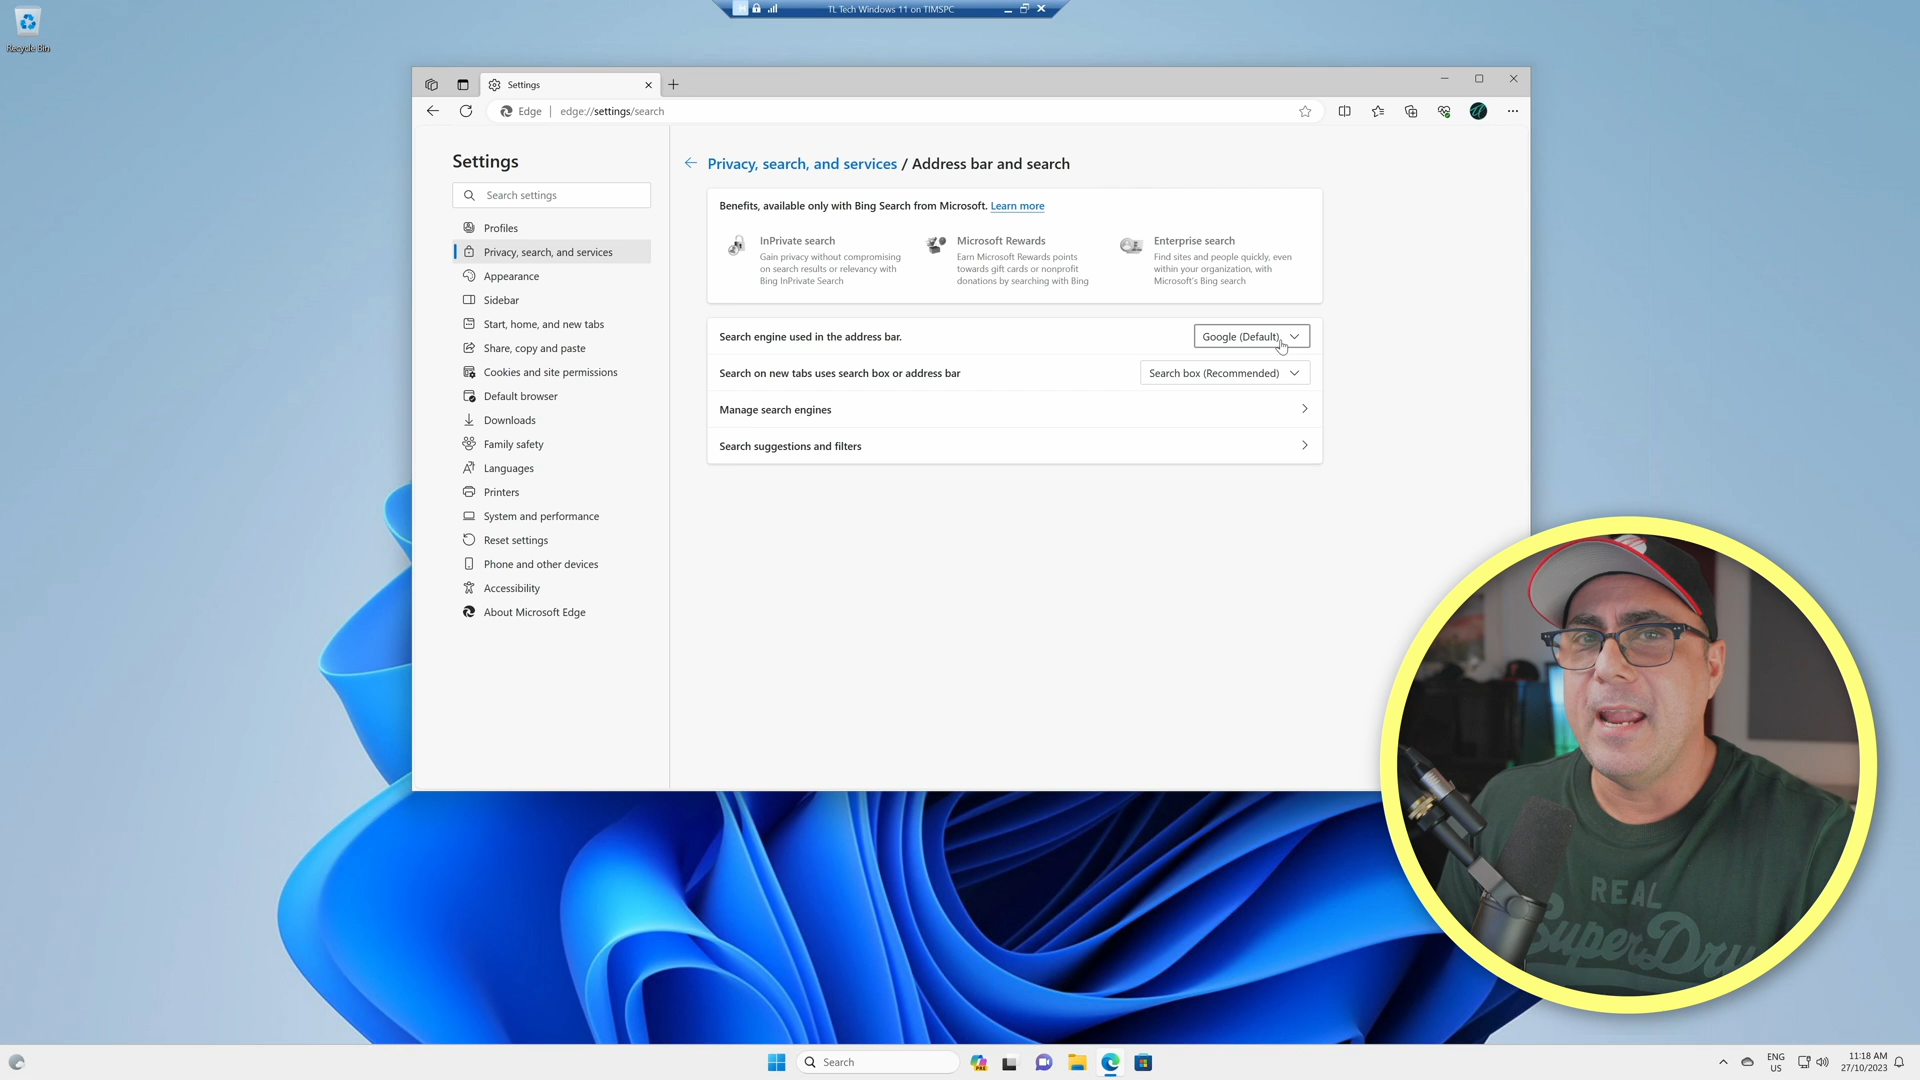 Recycle Bin
TL Tech Windows 11 on TIMSPC
Settings
Edge
edge://settings/search
Settings
Search settings
Profiles
Privacy, search, and services
Appearance
Sidebar
Start, home, and new tabs
Share, copy and paste
Cookies and site permissions
Default browser
Downloads
Family safety
Languages
Printers
System and performance
Reset settings
Phone and other devices
Accessibility
About Microsoft Edge
Privacy, search, and services / Address bar and search
Benefits, available only with Bing Search from Microsoft. Learn more
InPrivate search
Gain privacy without compromising
on search results or relevancy with
Bing InPrivate Search
Microsoft Rewards
Earn Microsoft Rewards points
towards gift cards or nonprofit
donations by searching with Bing
Enterprise search
Find sites and people quickly, even
within your organization, with
Microsoft's Bing search
Search engine used in the address bar.
Google (Default)
Search on new tabs uses search box or address bar
Search box (Recommended)
Manage search engines
Search suggestions and filters
REAL
SuperDry
Search
PRE
ENG
US
11:18 AM
27/10/2023